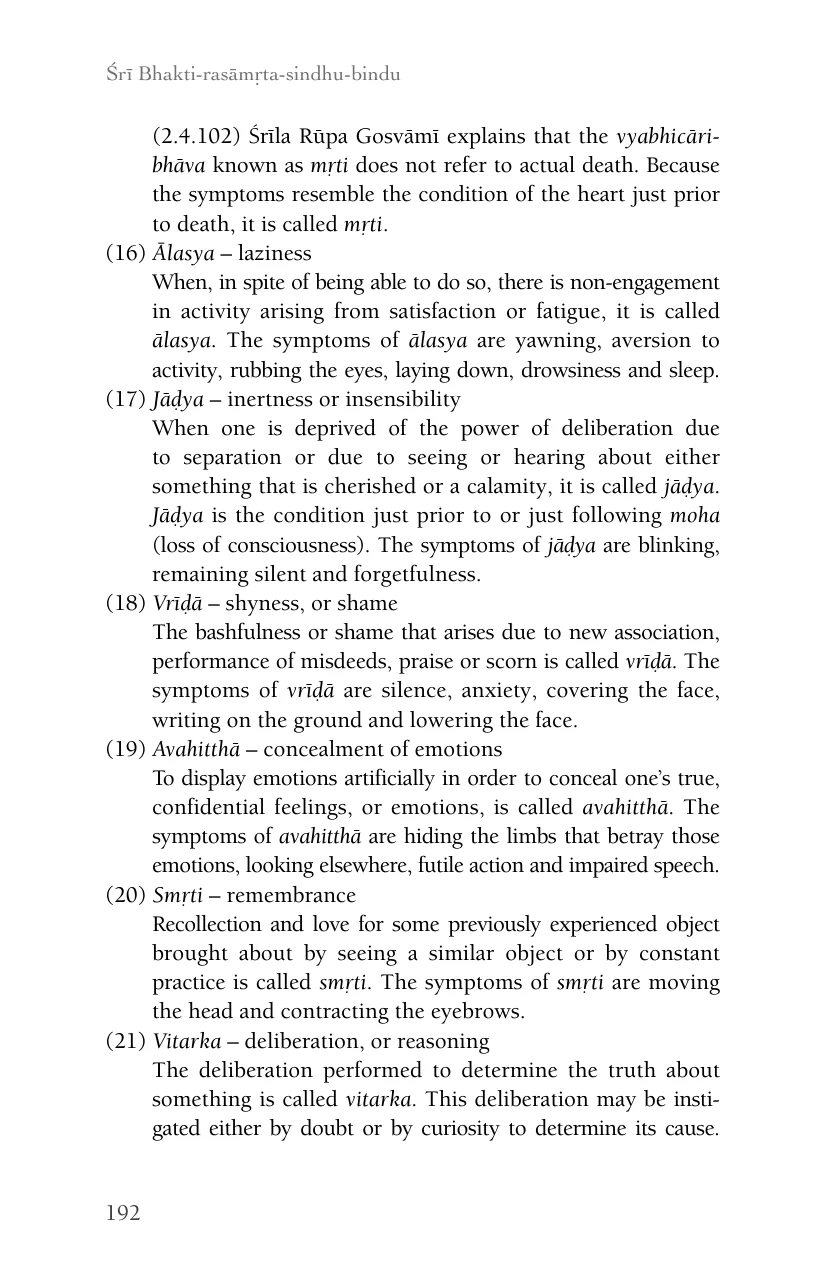 Śrī Bhakti-rasāmṛta-sindhu-bindu
(2.4.102) Śrīla Rūpa Gosvāmī explains that the vyabhicāri-
bhāva known as mṛti does not refer to actual death. Because
the symptoms resemble the condition of the heart just prior
to death, it is called mṛti.
(16) Ālasya – laziness
When, in spite of being able to do so, there is non-engagement
in activity arising from satisfaction or fatigue, it is called
ālasya. The symptoms of ālasya are yawning, aversion to
activity, rubbing the eyes, laying down, drowsiness and sleep.
(17) Jāḍya – inertness or insensibility
When one is deprived of the power of deliberation due
to separation or due to seeing or hearing about either
something that is cherished or a calamity, it is called jāḍya.
Jāḍya is the condition just prior to or just following moha
(loss of consciousness). The symptoms of jāḍya are blinking,
remaining silent and forgetfulness.
(18) Vrīḍā – shyness, or shame
The bashfulness or shame that arises due to new association,
performance of misdeeds, praise or scorn is called vrīḍā. The
symptoms of vrīḍā are silence, anxiety, covering the face,
writing on the ground and lowering the face.
(19) Avahitthā – concealment of emotions
To display emotions artificially in order to conceal one’s true,
confidential feelings, or emotions, is called avahitthā. The
symptoms of avahitthā are hiding the limbs that betray those
emotions, looking elsewhere, futile action and impaired speech.
(20) Smṛti – remembrance
Recollection and love for some previously experienced object
brought about by seeing a similar object or by constant
practice is called smṛti. The symptoms of smṛti are moving
the head and contracting the eyebrows.
(21) Vitarka – deliberation, or reasoning
The deliberation performed to determine the truth about
something is called vitarka. This deliberation may be insti-
gated either by doubt or by curiosity to determine its cause.
192